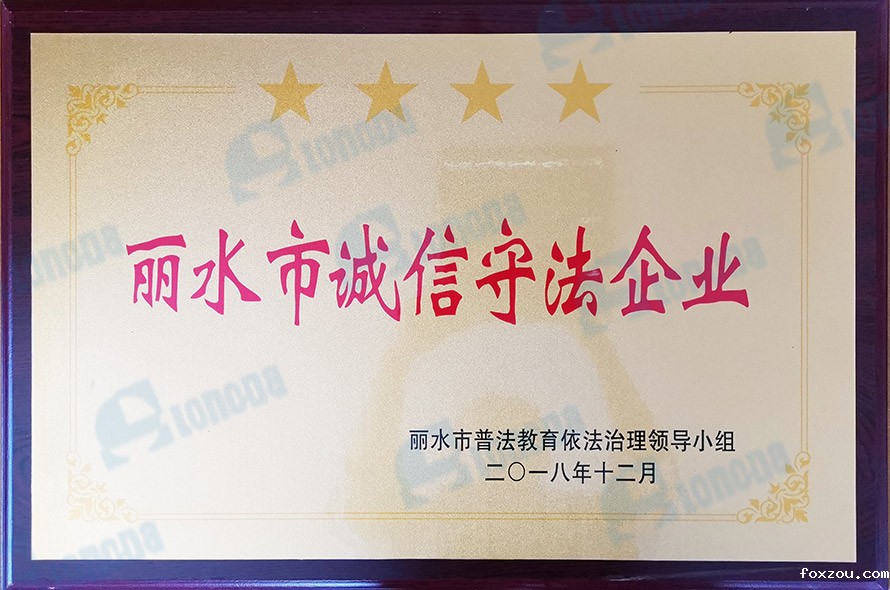 丽水市诚信守法企业
丽水市普法教育依法治理领导小组
二〇一八年十二月
foxzou.com